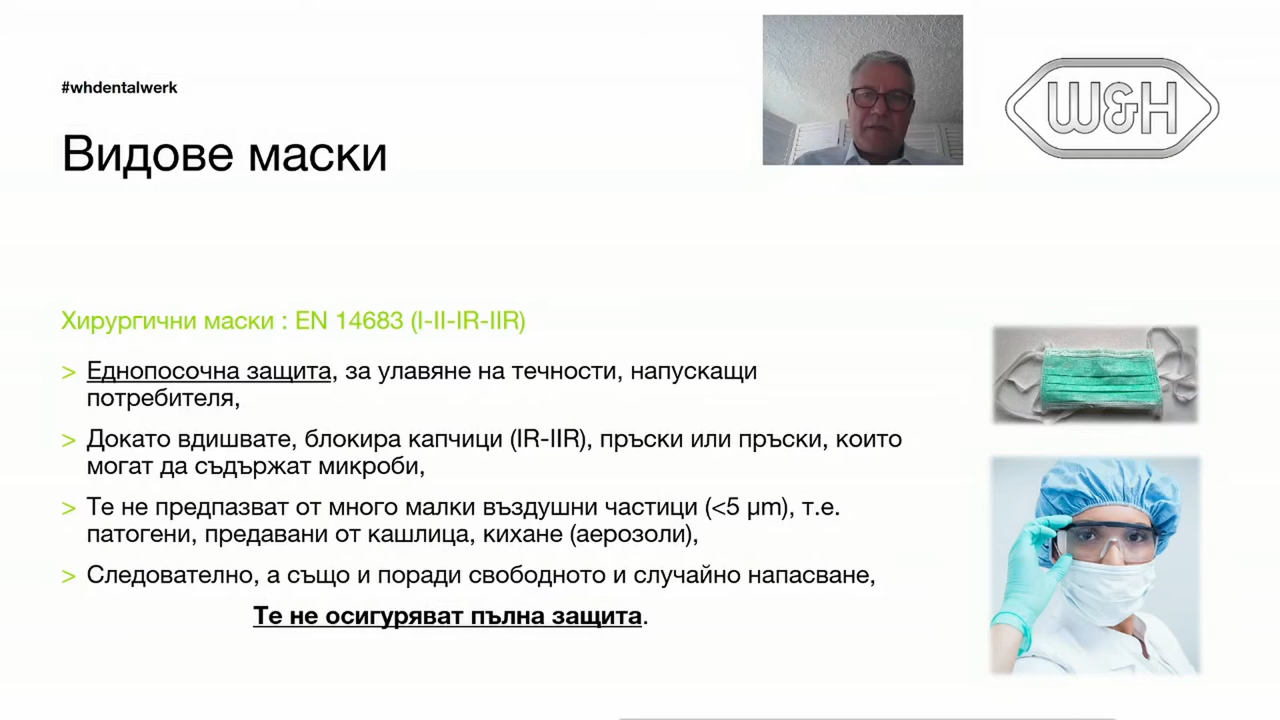 #whdentalwerk
W&H
Видове маски
Хирургични маски : EN 14683 (I-II-IR-IIR)
> Еднопосочна защита, за улавяне на течности, напускащи
потребителя,
> Докато вдишвате, блокира капчици (IR-IIR), пръски или пръски, които
могат да съдържат микроби,
> Те не предпазват от много малки въздушни частици (<5 µm), т.е.
патогени, предавани от кашлица, кихане (аерозоли),
> Следователно, а също и поради свободното и случайно напасване,
Те не осигуряват пълна защита.